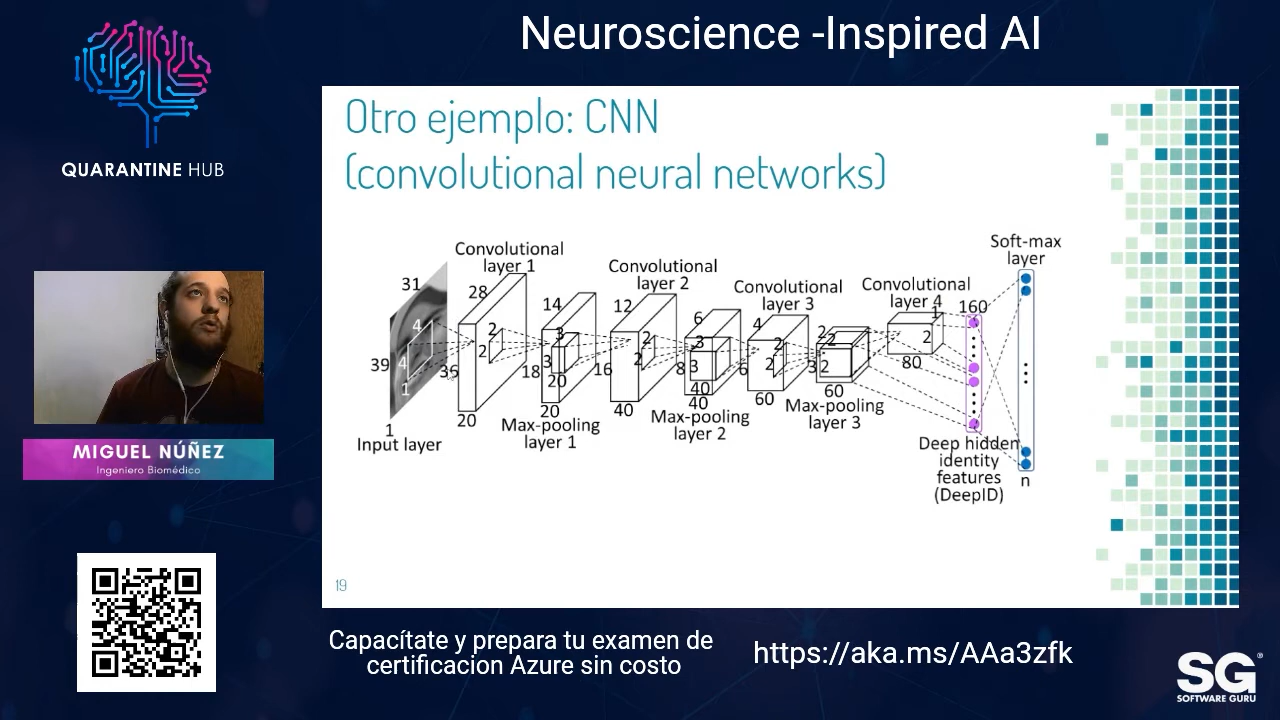 Neuroscience -Inspired AI
QUARANTINE HUB
Otro ejemplo: CNN
(convolutional neural networks)
Convolutional
layer 1
Convolutional
layer 2
Convolutional
layer 3
Convolutional
layer 4
Soft-max
layer
31
28
14
12
6
4
2
2
1
160
4
2
3
2
3
2
2
39
4
1
2
36
3
18
20
2
16
3
8
40
2
6
2
3
80
1
20
20
40
40
60
60
n
Input layer
Max-pooling
layer 1
Max-pooling
layer 2
Max-pooling
layer 3
Deep hidden
identity
features
(DeepID)
19
MIGUEL NÚÑEZ
Ingeniero Biomédico
Capacítate y prepara tu examen de
certificacion Azure sin costo
https://aka.ms/AAa3zfk
SG®
SOFTWARE GURU